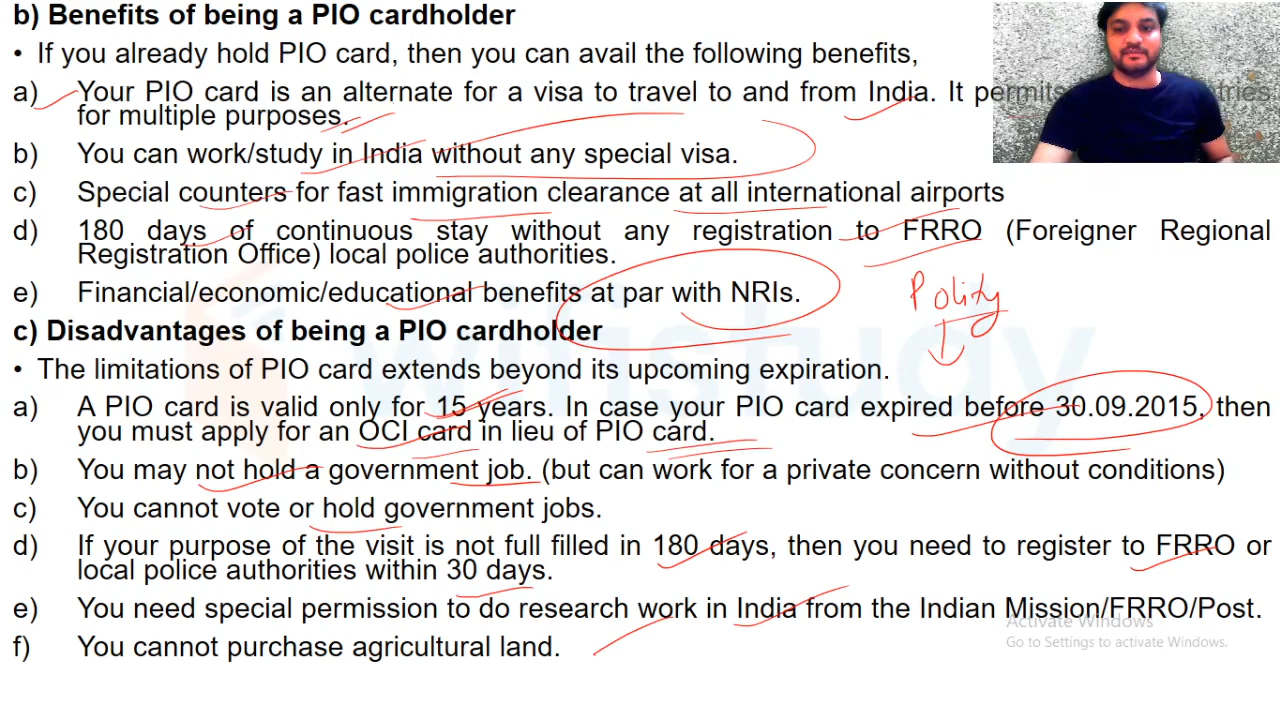 b) Benefits of being a PIO cardholder
• If you already hold PIO card, then you can avail the following benefits,
a) Your PIO card is an alternate for a visa to travel to and from India. It permits tries
for multiple purposes.
b) You can work/study in India without any special visa.
c) Special counters for fast immigration clearance at all international airports
d) 180 days of continuous stay without any registration to FRRO (Foreigner Regional
Registration Office) local police authorities.
e) Financial/economic/educational benefits at par with NRIs.
Polity
c) Disadvantages of being a PIO cardholder
• The limitations of PIO card extends beyond its upcoming expiration.
a) A PIO card is valid only for 15 years. In case your PIO card expired before 30.09.2015, then
you must apply for an OCI card in lieu of PIO card.
b) You may not hold a government job. (but can work for a private concern without conditions)
c) You cannot vote or hold government jobs.
d) If your purpose of the visit is not full filled in 180 days, then you need to register to FRRO or
local police authorities within 30 days.
e) You need special permission to do research work in India from the Indian Mission/FRRO/Post.
f) You cannot purchase agricultural land.
Activate Windows
Go to Settings to activate Windows.
wifistudy